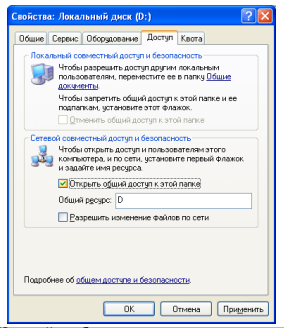 Свойства: Локальный диск (D:)
Общие Сервис Оборудование Доступ Квота
Локальный совместный доступ и безопасность
Чтобы разрешить доступ другим локальным
пользователям, переместите ее в папку Общие
документы.
Чтобы запретить общий доступ к этой папке и ее
подпапкам, установите этот флажок.
Отменить общий доступ к этой папке
Сетевой совместный доступ и безопасность
Чтобы открыть доступ и пользователям этого
компьютера, и по сети, установите первый флажок
и задайте имя ресурса.
Открыть общий доступ к этой папке
Общий ресурс: D
Разрешить изменение файлов по сети
Подробнее об общем доступе и безопасности.
ОК Отмена Применить